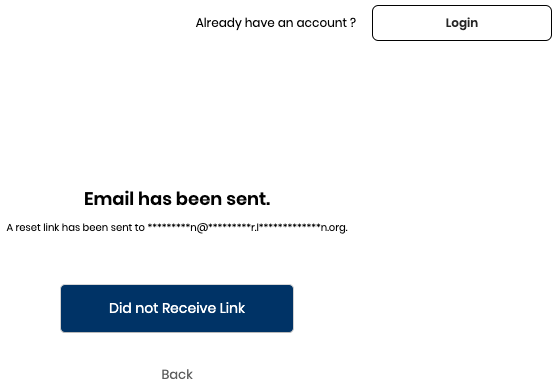 Already have an account ?
Login
Email has been sent.
A reset link has been sent to *********n@*********r.l*************n.org.
Did not Receive Link
Back